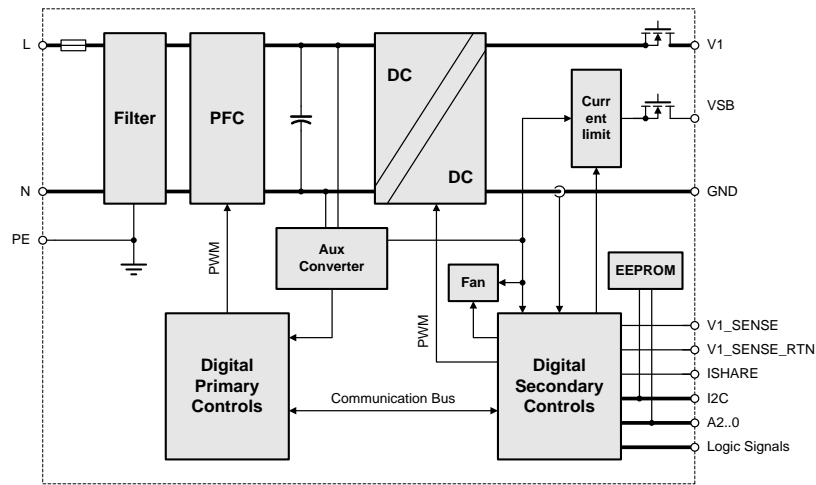 L
V1
DC
Curr
ent
limit
VSB
Filter
PFC
DC
N
GND
PE
PWM
Aux
Converter
EEPROM
Fan
PWM
V1_SENSE
V1_SENSE_RTN
Digital
Primary
Controls
Digital
Secondary
Controls
ISHARE
Communication Bus
I2C
A2..0
Logic Signals